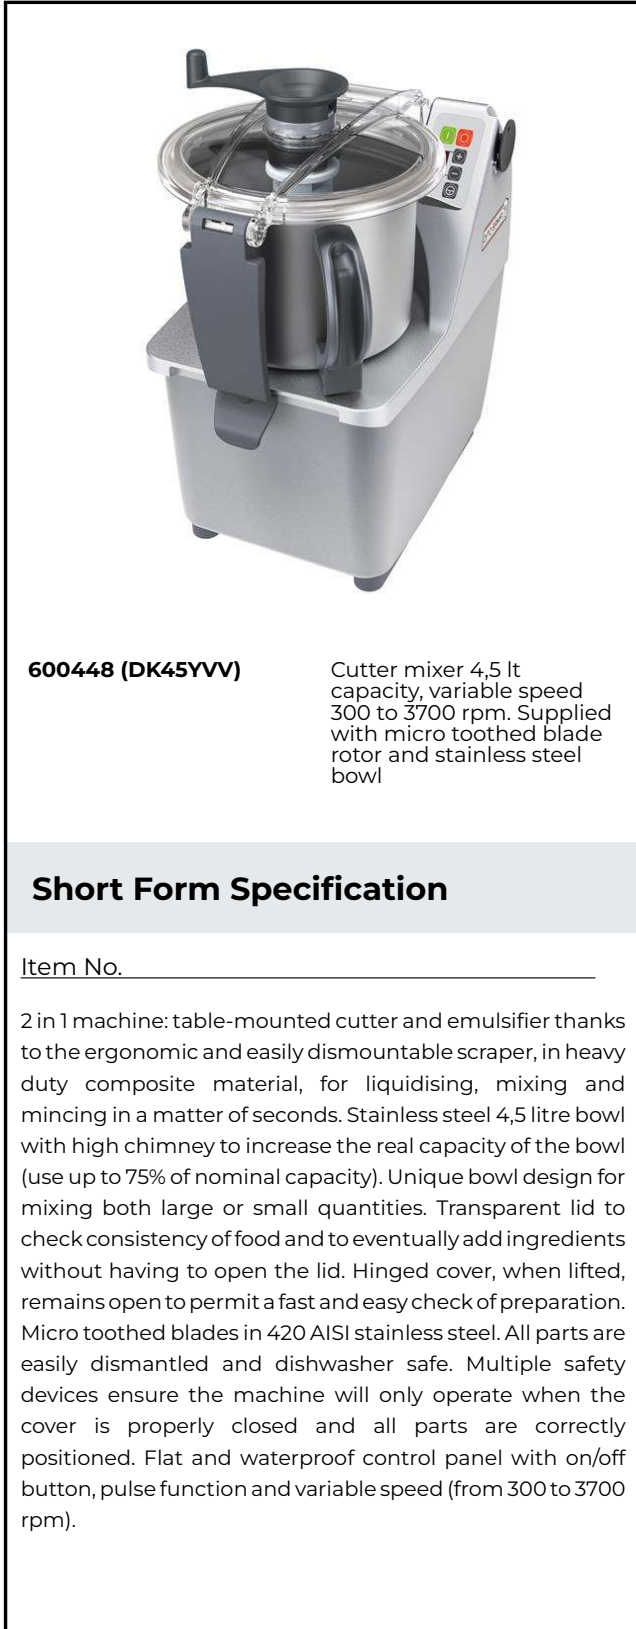 600448 (DK45YVV)
Cutter mixer 4,5 lt
capacity, variable speed
300 to 3700 rpm. Supplied
with micro toothed blade
rotor and stainless steel
bowl
Short Form Specification
Item No.
2 in 1 machine: table-mounted cutter and emulsifier thanks
to the ergonomic and easily dismountable scraper, in heavy
duty composite material, for liquidising, mixing and
mincing in a matter of seconds. Stainless steel 4,5 litre bowl
with high chimney to increase the real capacity of the bowl
(use up to 75% of nominal capacity). Unique bowl design for
mixing both large or small quantities. Transparent lid to
check consistency of food and to eventually add ingredients
without having to open the lid. Hinged cover, when lifted,
remains open to permit a fast and easy check of preparation.
Micro toothed blades in 420 AISI stainless steel. All parts are
easily dismantled and dishwasher safe. Multiple safety
devices ensure the machine will only operate when the
cover is properly closed and all parts are correctly
positioned. Flat and waterproof control panel with on/off
button, pulse function and variable speed (from 300 to 3700
rpm).